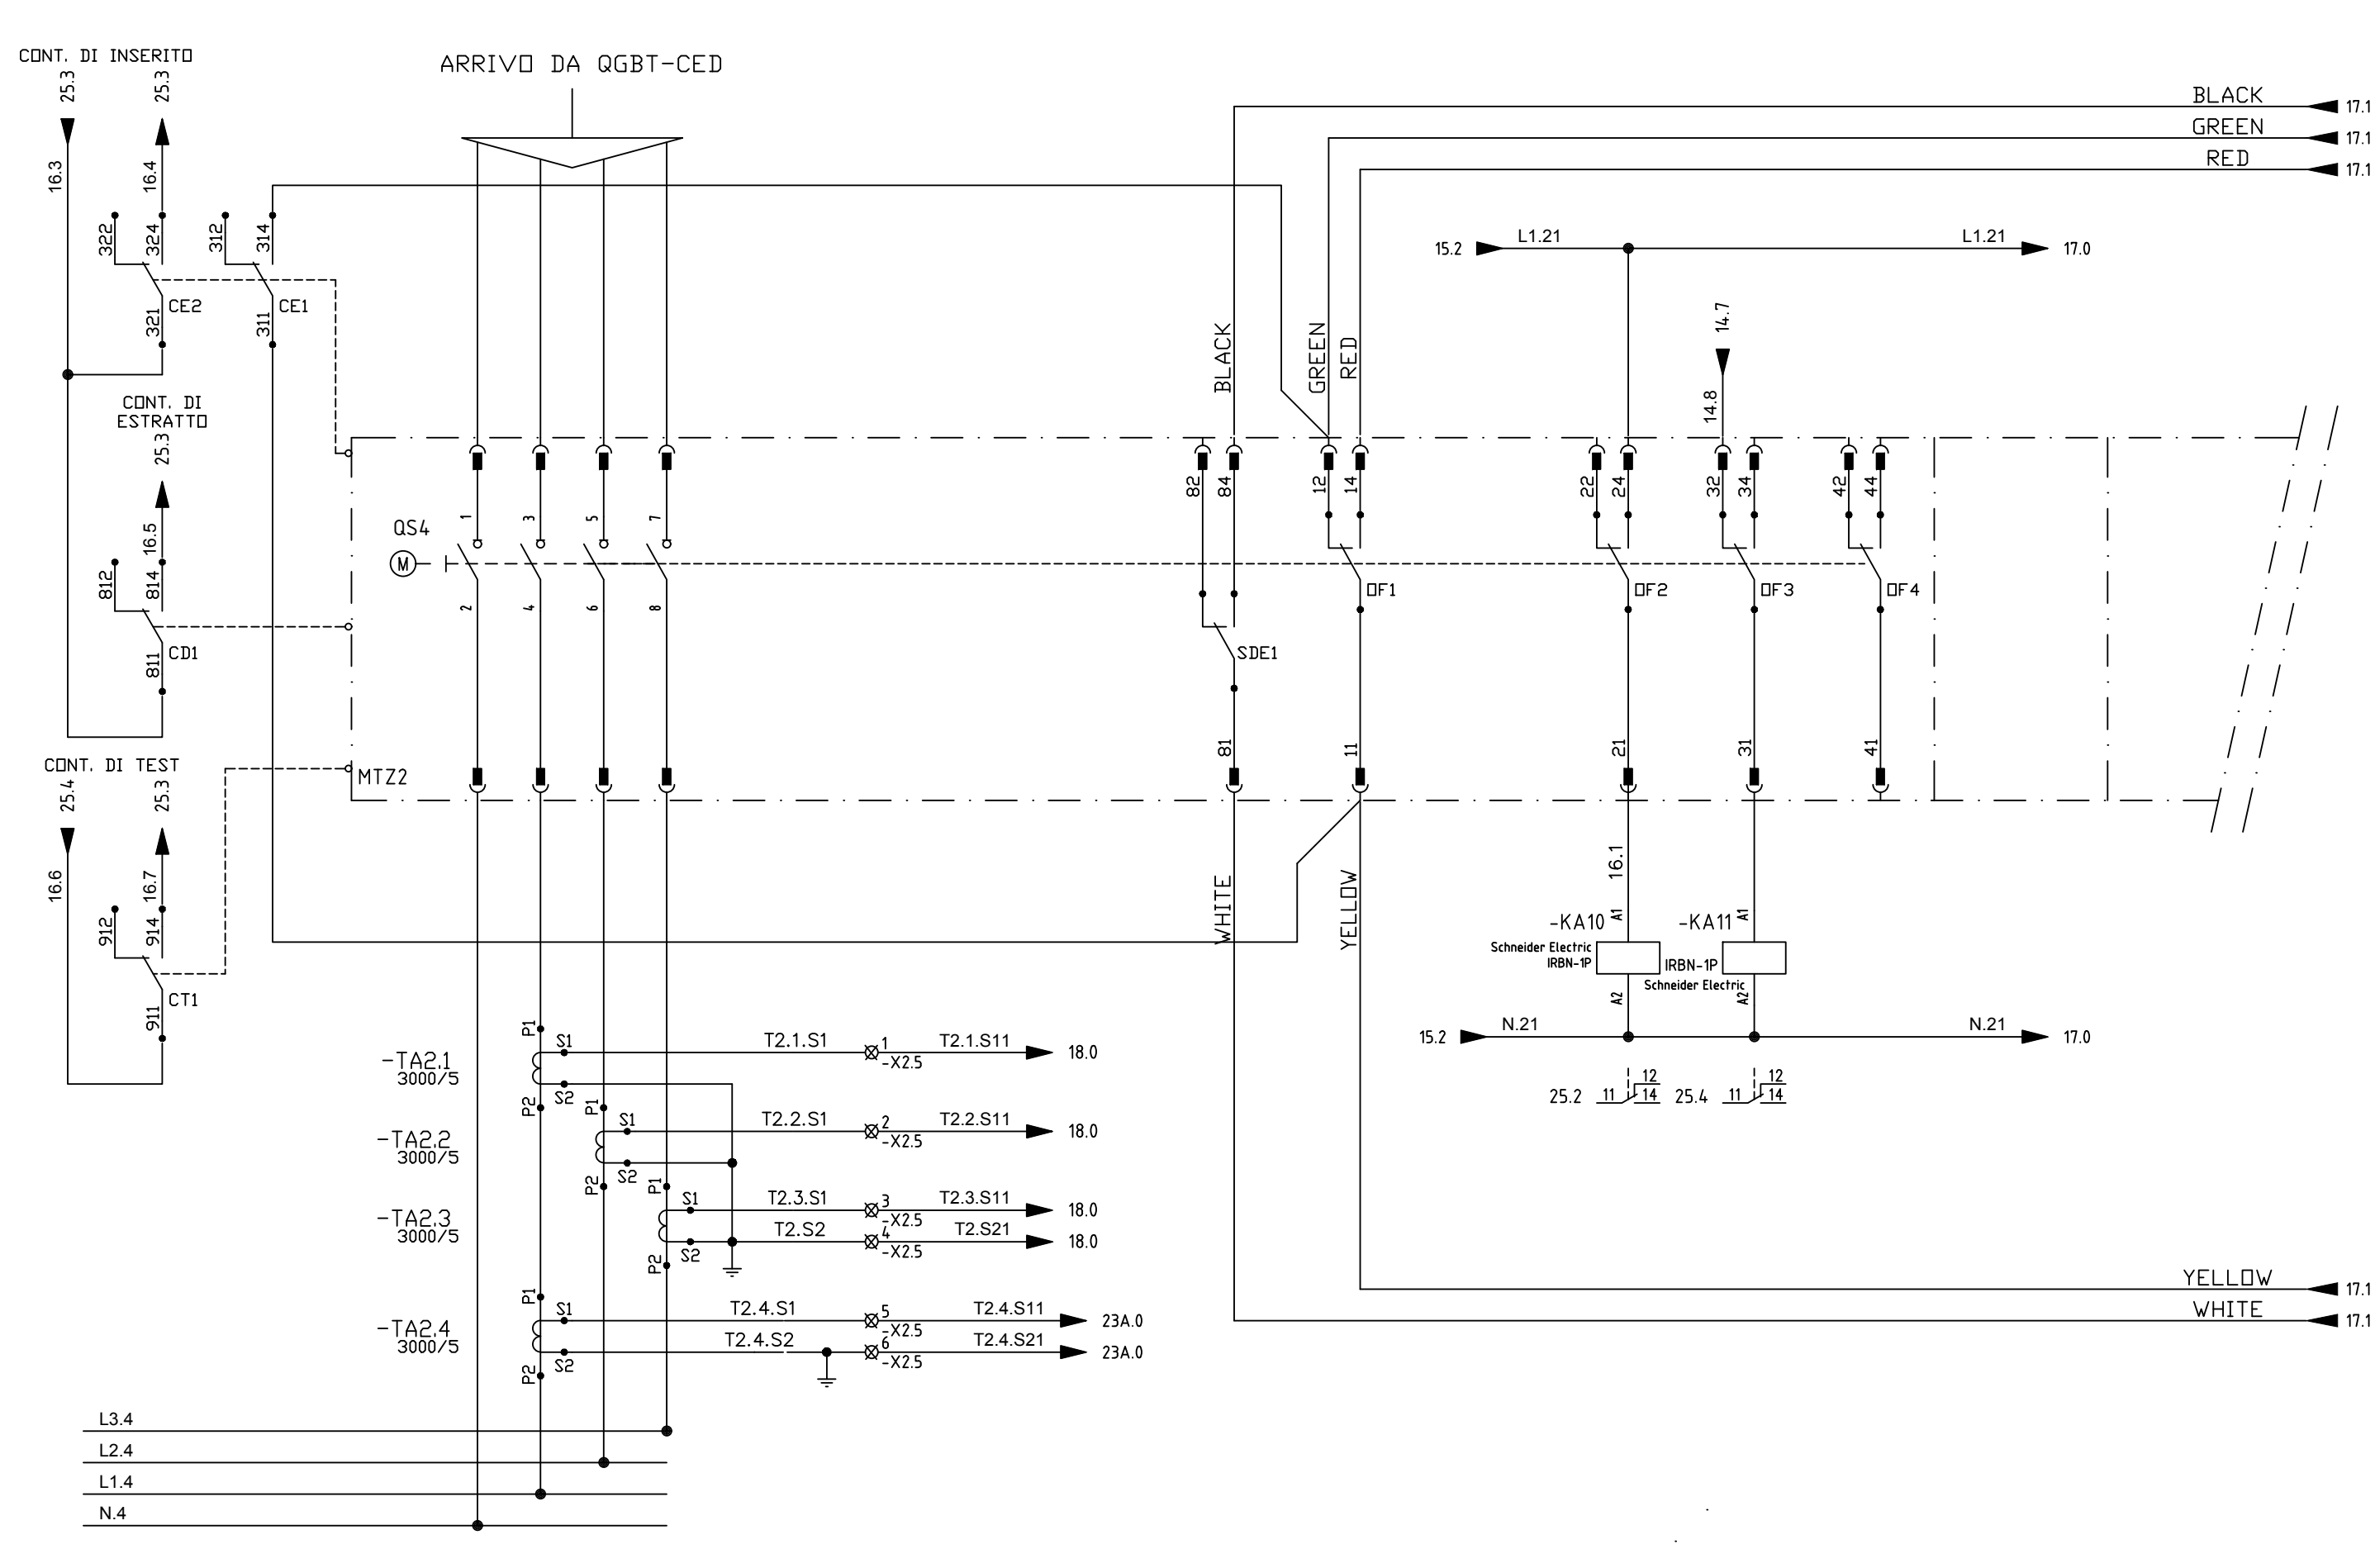 CONT. DI INSERITO
25.3
25.3
16.3
16.4
322
324
312
314
CE2
CE1
321
311
CONT. DI
ESTRATTO
25.3
16.5
812
814
CD1
811
CONT. DI TEST
25.4
25.3
16.6
16.7
912
914
CT1
911
ARRIVO DA QGBT-CED
QS4
M
1
3
5
7
2
4
6
8
MTZ2
BLACK
17.1
GREEN
17.1
RED
17.1
15.2
L1.21
L1.21
17.0
14.7
14.8
BLACK
GREEN
RED
82
84
12
14
22
24
32
34
42
44
OF1
OF2
OF3
OF4
SDE1
81
11
21
31
41
WHITE
YELLOW
16.1
A1
A1
-KA10
-KA11
Schneider Electric
IRBN-1P
IRBN-1P
Schneider Electric
A2
A2
15.2
N.21
N.21
17.0
25.2
11
12
14
25.4
11
12
14
-TA2.1
3000/5
P1
S1
S2
P2
T2.1.S1
1
-X2.5
T2.1.S11
18.0
-TA2.2
3000/5
P1
S1
S2
P2
T2.2.S1
2
-X2.5
T2.2.S11
18.0
-TA2.3
3000/5
P1
S1
S2
P2
T2.3.S1
3
-X2.5
T2.3.S11
18.0
T2.S2
4
-X2.5
T2.S21
18.0
-TA2.4
3000/5
P1
S1
S2
P2
T2.4.S1
5
-X2.5
T2.4.S11
23A.0
T2.4.S2
6
-X2.5
T2.4.S21
23A.0
YELLOW
17.1
WHITE
17.1
L3.4
L2.4
L1.4
N.4